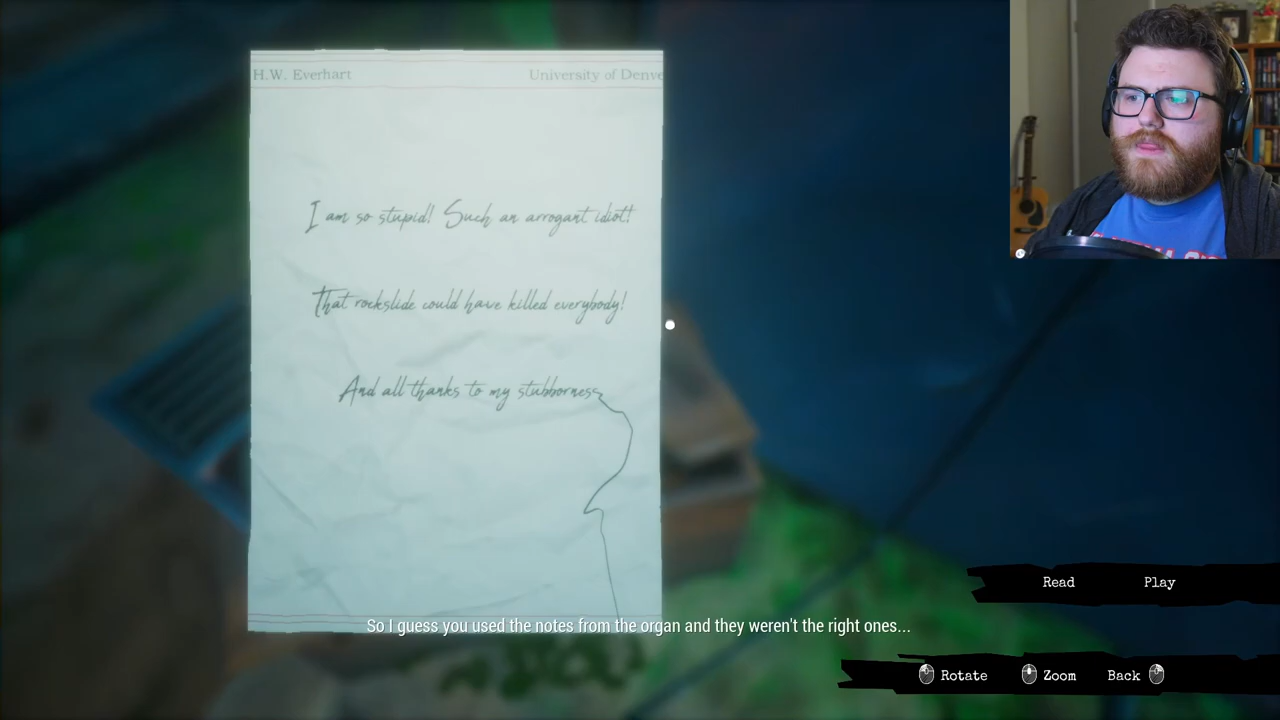 H.W. Everhart
University of Denve
I am so stupid! Such an arrogant idiot!
That rockslide could have killed everybody!
And all thanks to my stubborness
So I guess you used the notes from the organ and they weren't the right ones...
Read
Play
Rotate
Zoom
Back